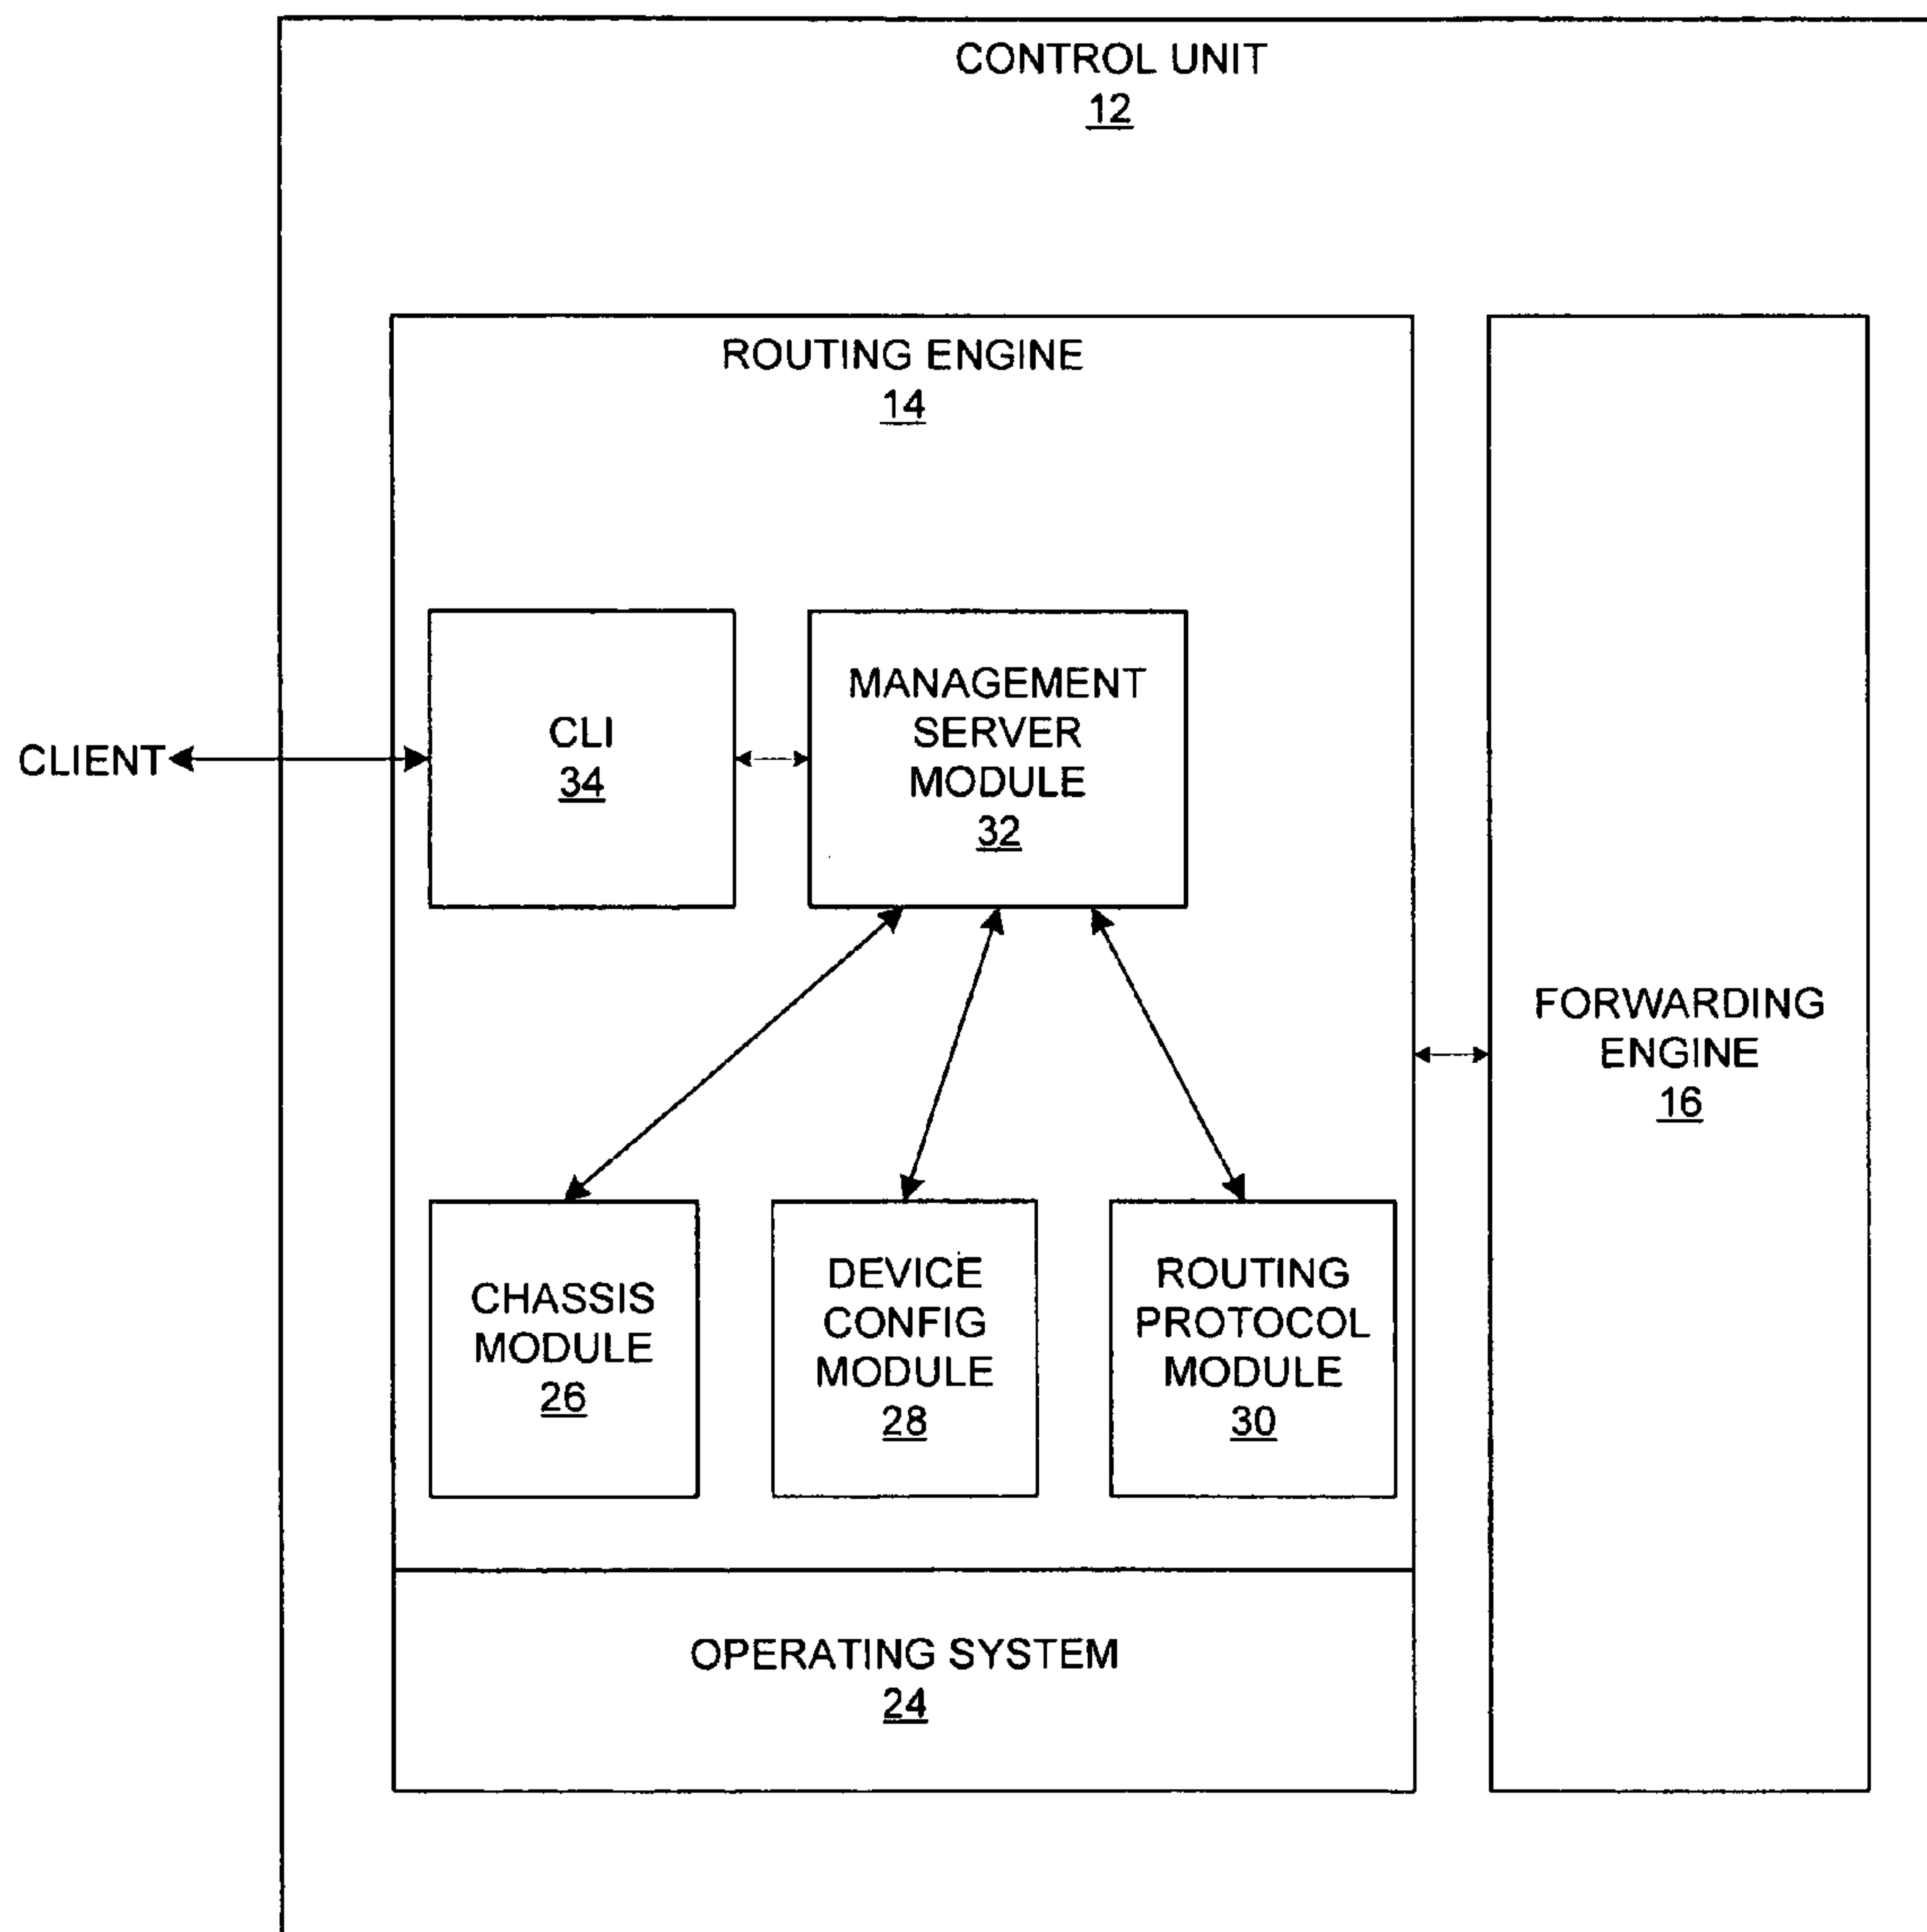 CONTROL UNIT
12
ROUTING ENGINE
14
CLIENT
CLI
34
MANAGEMENT
SERVER
MODULE
32
FORWARDING
ENGINE
16
CHASSIS
MODULE
26
DEVICE
CONFIG
MODULE
28
ROUTING
PROTOCOL
MODULE
30
OPERATING SYSTEM
24